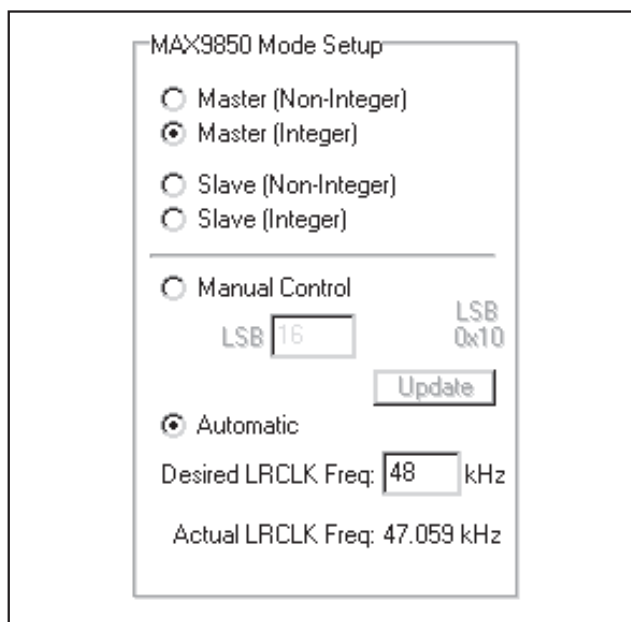 MAX9850 Mode Setup
Master (Non-Integer)
Master (Integer)
Slave (Non-Integer)
Slave (Integer)
Manual Control
LSB 16 LSB
0x10
Update
Automatic
Desired LRCLK Freq: 48 kHz
Actual LRCLK Freq: 47.059 kHz